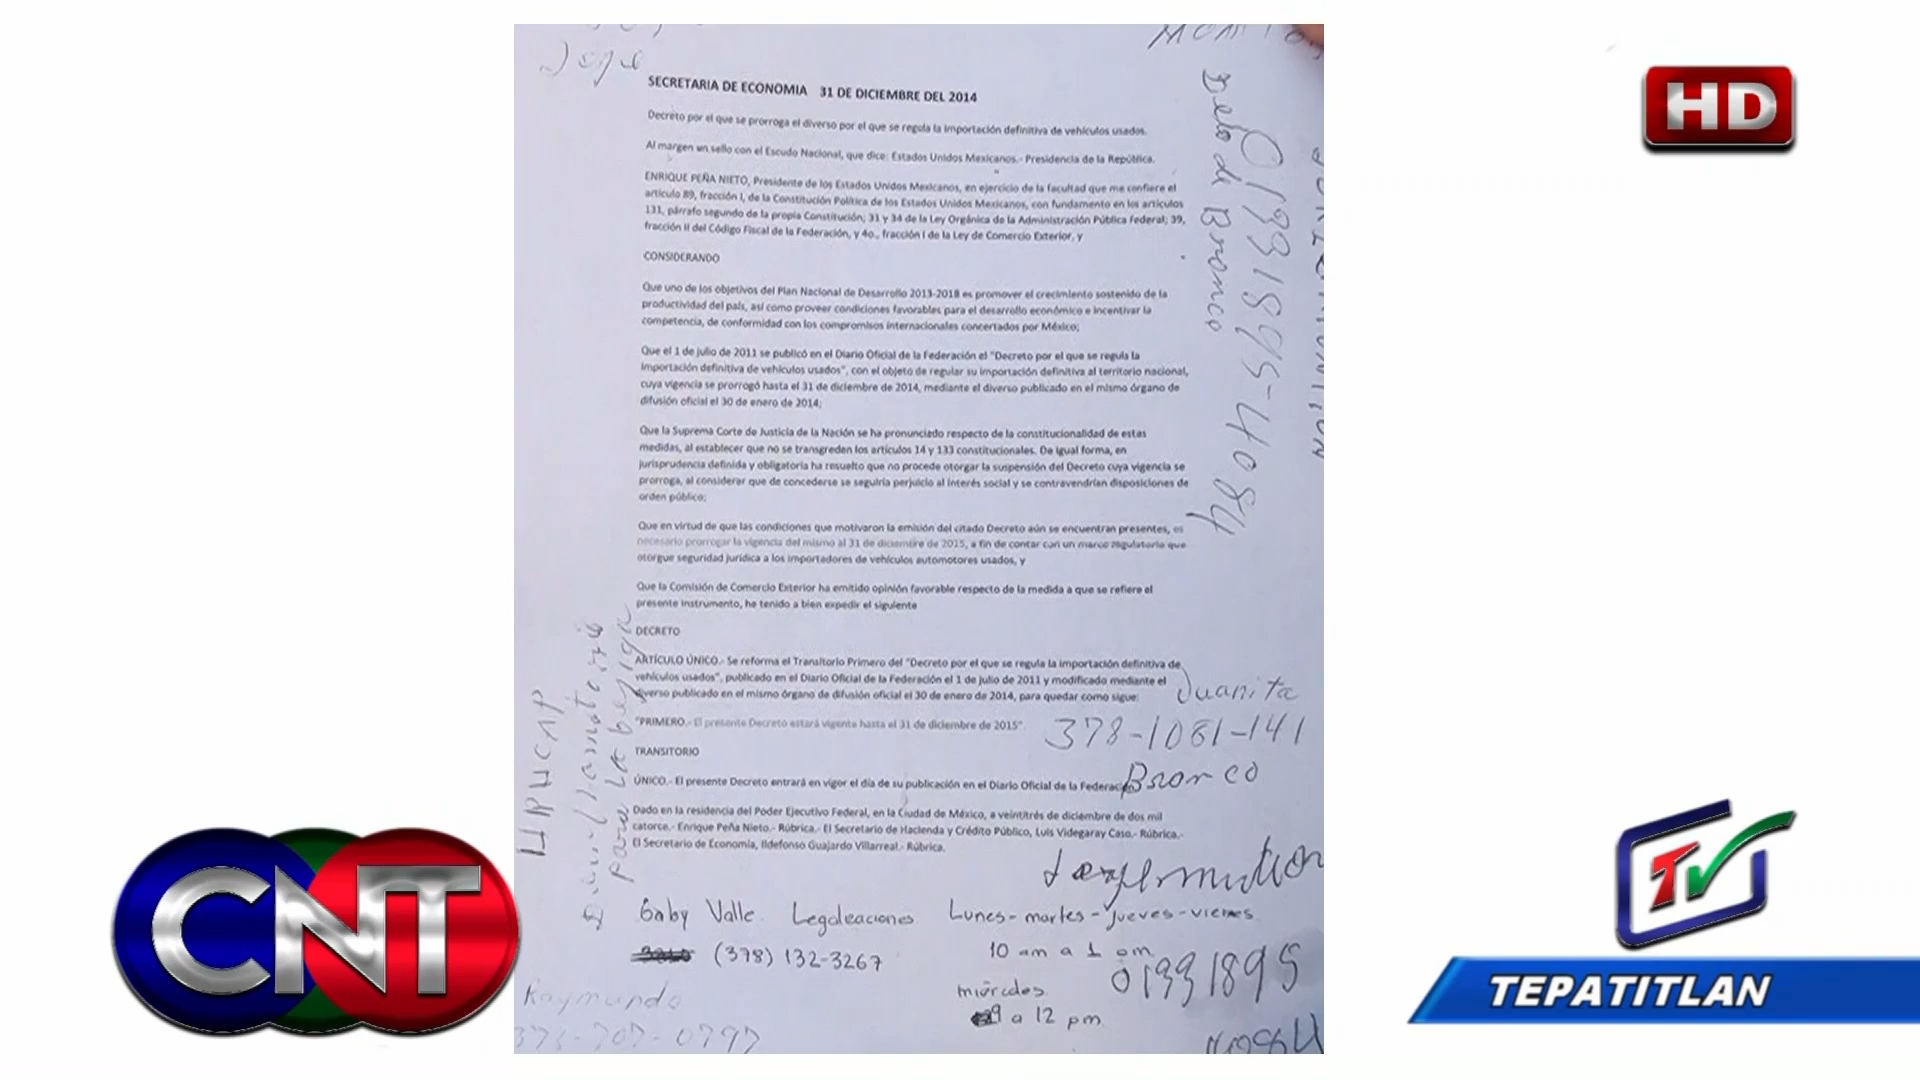 HD
SECRETARIA DE ECONOMIA 31 DE DICIEMBRE DEL 2014
Decreto por el que se prorroga el diverso por el que se regula la importación definitiva de vehículos usados.
Al margen un sello con el Escudo Nacional, que dice: Estados Unidos Mexicanos.- Presidencia de la República.
ENRIQUE PEÑA NIETO, Presidente de los Estados Unidos Mexicanos, en ejercicio de la facultad que me confiere el
artículo 89, fracción I, de la Constitución Política de los Estados Unidos Mexicanos, con fundamento en los artículos
131, párrafo segundo de la propia Constitución; 31 y 34 de la Ley Orgánica de la Administración Pública Federal; 39,
fracción II del Código Fiscal de la Federación, y 4o., fracción I de la Ley de Comercio Exterior, y
CONSIDERANDO
Que uno de los objetivos del Plan Nacional de Desarrollo 2013-2018 es promover el crecimiento sostenido de la
productividad del país, así como proveer condiciones favorables para el desarrollo económico e incentivar la
competencia, de conformidad con los compromisos internacionales concertados por México;
Que el 1 de julio de 2011 se publicó en el Diario Oficial de la Federación el "Decreto por el que se regula la
importación definitiva de vehículos usados", con el objeto de regular su importación definitiva al territorio nacional,
cuya vigencia se prorrogó hasta el 31 de diciembre de 2014, mediante el diverso publicado en el mismo órgano de
difusión oficial el 30 de enero de 2014;
Que la Suprema Corte de Justicia de la Nación se ha pronunciado respecto de la constitucionalidad de estas
medidas, al establecer que no se transgreden los artículos 14 y 133 constitucionales. De igual forma, en
jurisprudencia definida y obligatoria ha resuelto que no procede otorgar la suspensión del Decreto cuya vigencia se
prorroga, al considerar que de concederse se seguiría perjuicio al interés social y se contravendrían disposiciones de
orden público;
Que en virtud de que las condiciones que motivaron la emisión del citado Decreto aún se encuentran presentes, es
necesario prorrogar la vigencia del mismo al 31 de diciembre de 2015, a fin de contar con un marco regulatorio que
otorgue seguridad jurídica a los importadores de vehículos automotores usados, y
Que la Comisión de Comercio Exterior ha emitido opinión favorable respecto de la medida a que se refiere el
presente instrumento, he tenido a bien expedir el siguiente
DECRETO
ARTÍCULO ÚNICO.- Se reforma el Transitorio Primero del "Decreto por el que se regula la importación definitiva de
vehículos usados", publicado en el Diario Oficial de la Federación el 1 de julio de 2011 y modificado mediante el
diverso publicado en el mismo órgano de difusión oficial el 30 de enero de 2014, para quedar como sigue:
"PRIMERO.- El presente Decreto estará vigente hasta el 31 de diciembre de 2015".
TRANSITORIO
ÚNICO.- El presente Decreto entrará en vigor el día de su publicación en el Diario Oficial de la Federación
Dado en la residencia del Poder Ejecutivo Federal, en la Ciudad de México, a veintitrés de diciembre de dos mil
catorce.- Enrique Peña Nieto.- Rúbrica.- El Secretario de Hacienda y Crédito Público, Luis Videgaray Caso.- Rúbrica.-
El Secretario de Economía, Ildefonso Guajardo Villarreal.- Rúbrica.
Juanita
378-1061-141
Bronco
de Bronco
01331895-4084
para la
Gaby Valle Legaleaciones Lunes-martes-jueves-viernes
(378) 132-3267
10 am a 1 pm
01331895
miércoles
9 a 12 pm
Raymundo
373-707-0797
CNT
TV
TEPATITLAN